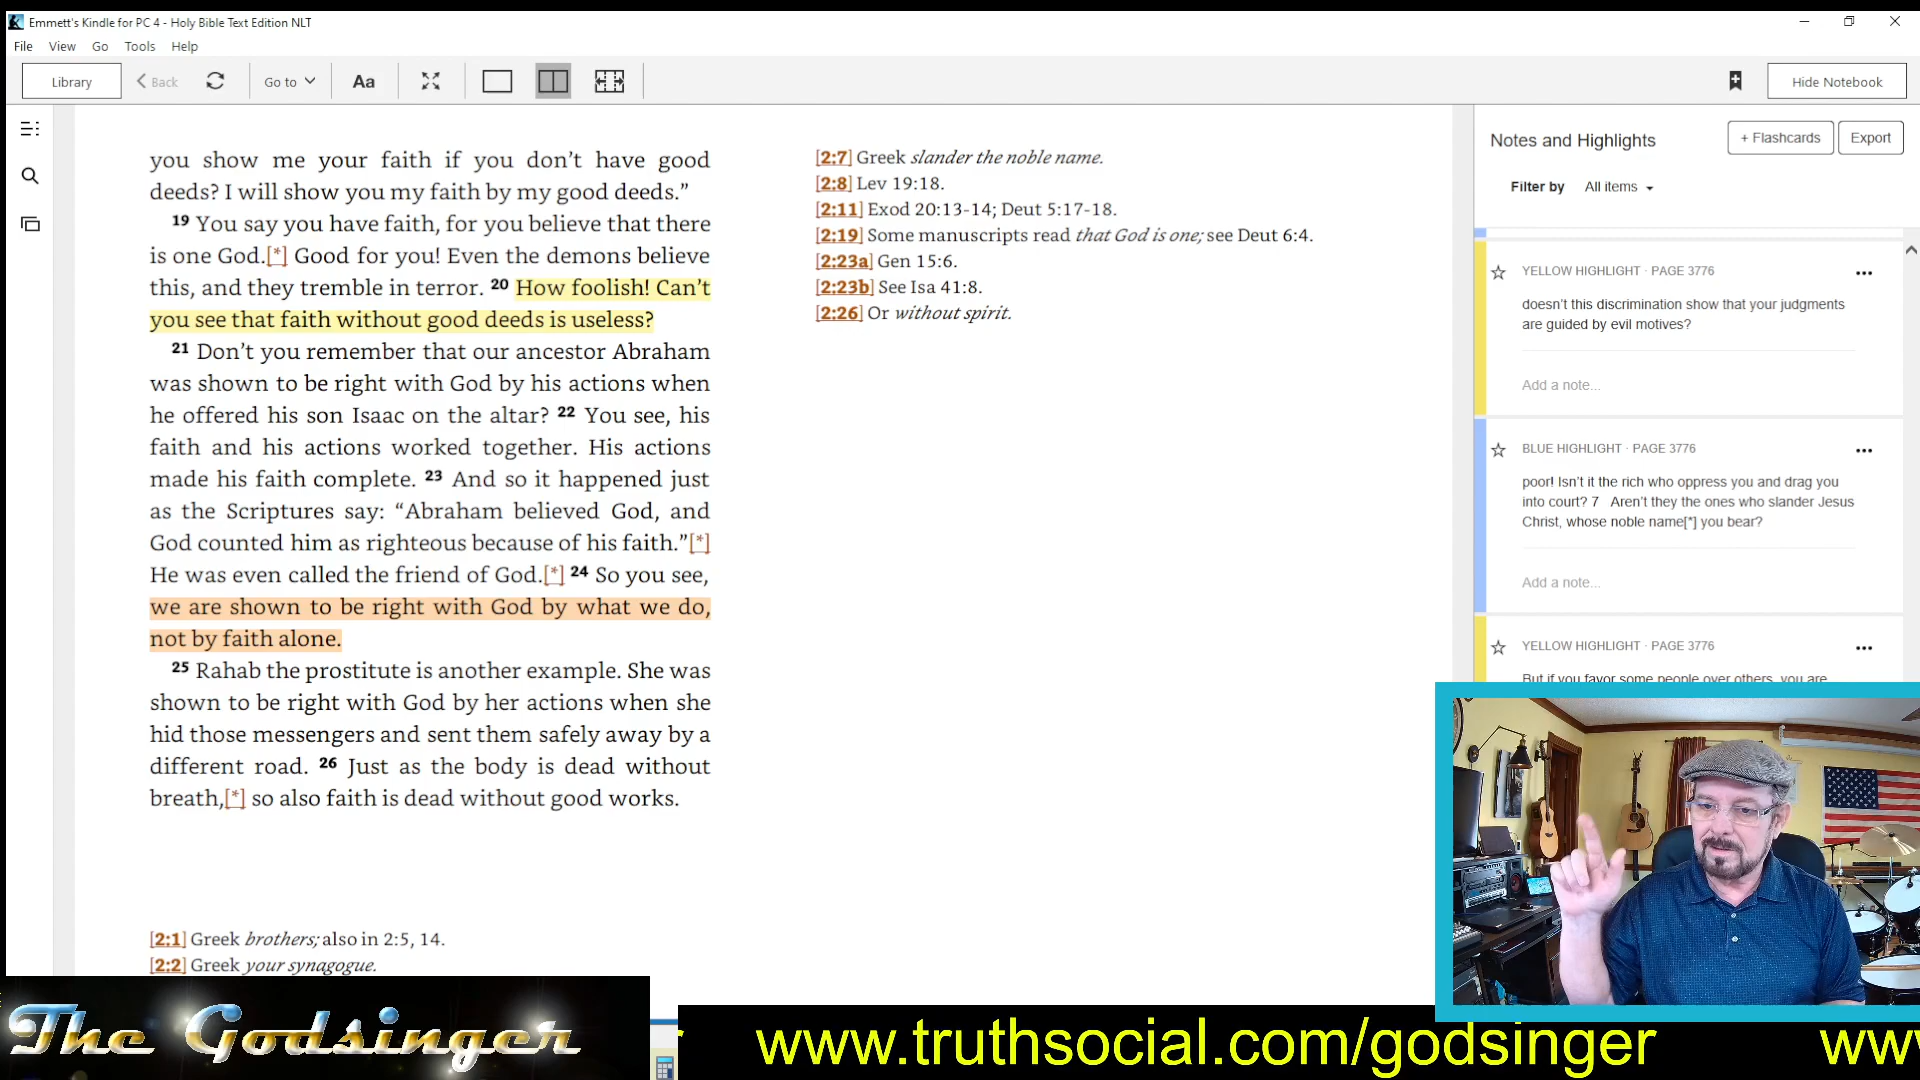 Emmett's Kindle for PC 4 - Holy Bible Text Edition NLT
File View Go Tools Help
Library
Back
Go to
Aa
Hide Notebook
you show me your faith if you don't have good
deeds? I will show you my faith by my good deeds."
19 You say you have faith, for you believe that there
is one God.[*] Good for you! Even the demons believe
this, and they tremble in terror. 20 How foolish! Can't
you see that faith without good deeds is useless?
21 Don't you remember that our ancestor Abraham
was shown to be right with God by his actions when
he offered his son Isaac on the altar? 22 You see, his
faith and his actions worked together. His actions
made his faith complete. 23 And so it happened just
as the Scriptures say: "Abraham believed God, and
God counted him as righteous because of his faith."[*]
He was even called the friend of God.[*] 24 So you see,
we are shown to be right with God by what we do,
not by faith alone.
25 Rahab the prostitute is another example. She was
shown to be right with God by her actions when she
hid those messengers and sent them safely away by a
different road. 26 Just as the body is dead without
breath,[*] so also faith is dead without good works.
[2:1] Greek brothers; also in 2:5, 14.
[2:2] Greek your synagogue.
[2:7] Greek slander the noble name.
[2:8] Lev 19:18.
[2:11] Exod 20:13-14; Deut 5:17-18.
[2:19] Some manuscripts read that God is one; see Deut 6:4.
[2:23a] Gen 15:6.
[2:23b] See Isa 41:8.
[2:26] Or without spirit.
Notes and Highlights
+ Flashcards
Export
Filter by All items
YELLOW HIGHLIGHT · PAGE 3776
doesn't this discrimination show that your judgments
are guided by evil motives?
Add a note...
BLUE HIGHLIGHT · PAGE 3776
poor! Isn't it the rich who oppress you and drag you
into court? 7 Aren't they the ones who slander Jesus
Christ, whose noble name[*] you bear?
Add a note...
YELLOW HIGHLIGHT · PAGE 3776
But if you favor some people over others, you are
The Godsinger
www.truthsocial.com/godsinger